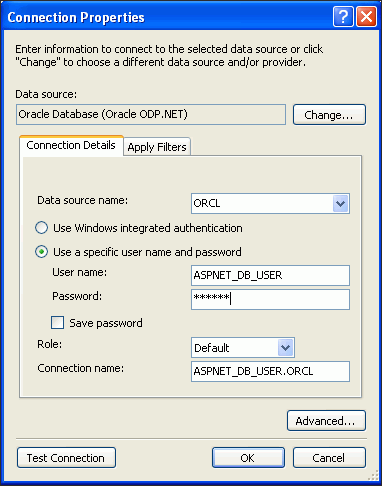 Connection Properties
Enter information to connect to the selected data source or click
"Change" to choose a different data source and/or provider.
Data source:
Oracle Database (Oracle ODP.NET)
Change...
Connection Details
Apply Filters
Data source name:
ORCL
Use Windows integrated authentication
Use a specific user name and password
User name:
ASPNET_DB_USER
Password:
******
Save password
Role:
Default
Connection name:
ASPNET_DB_USER.ORCL
Advanced...
Test Connection
OK
Cancel